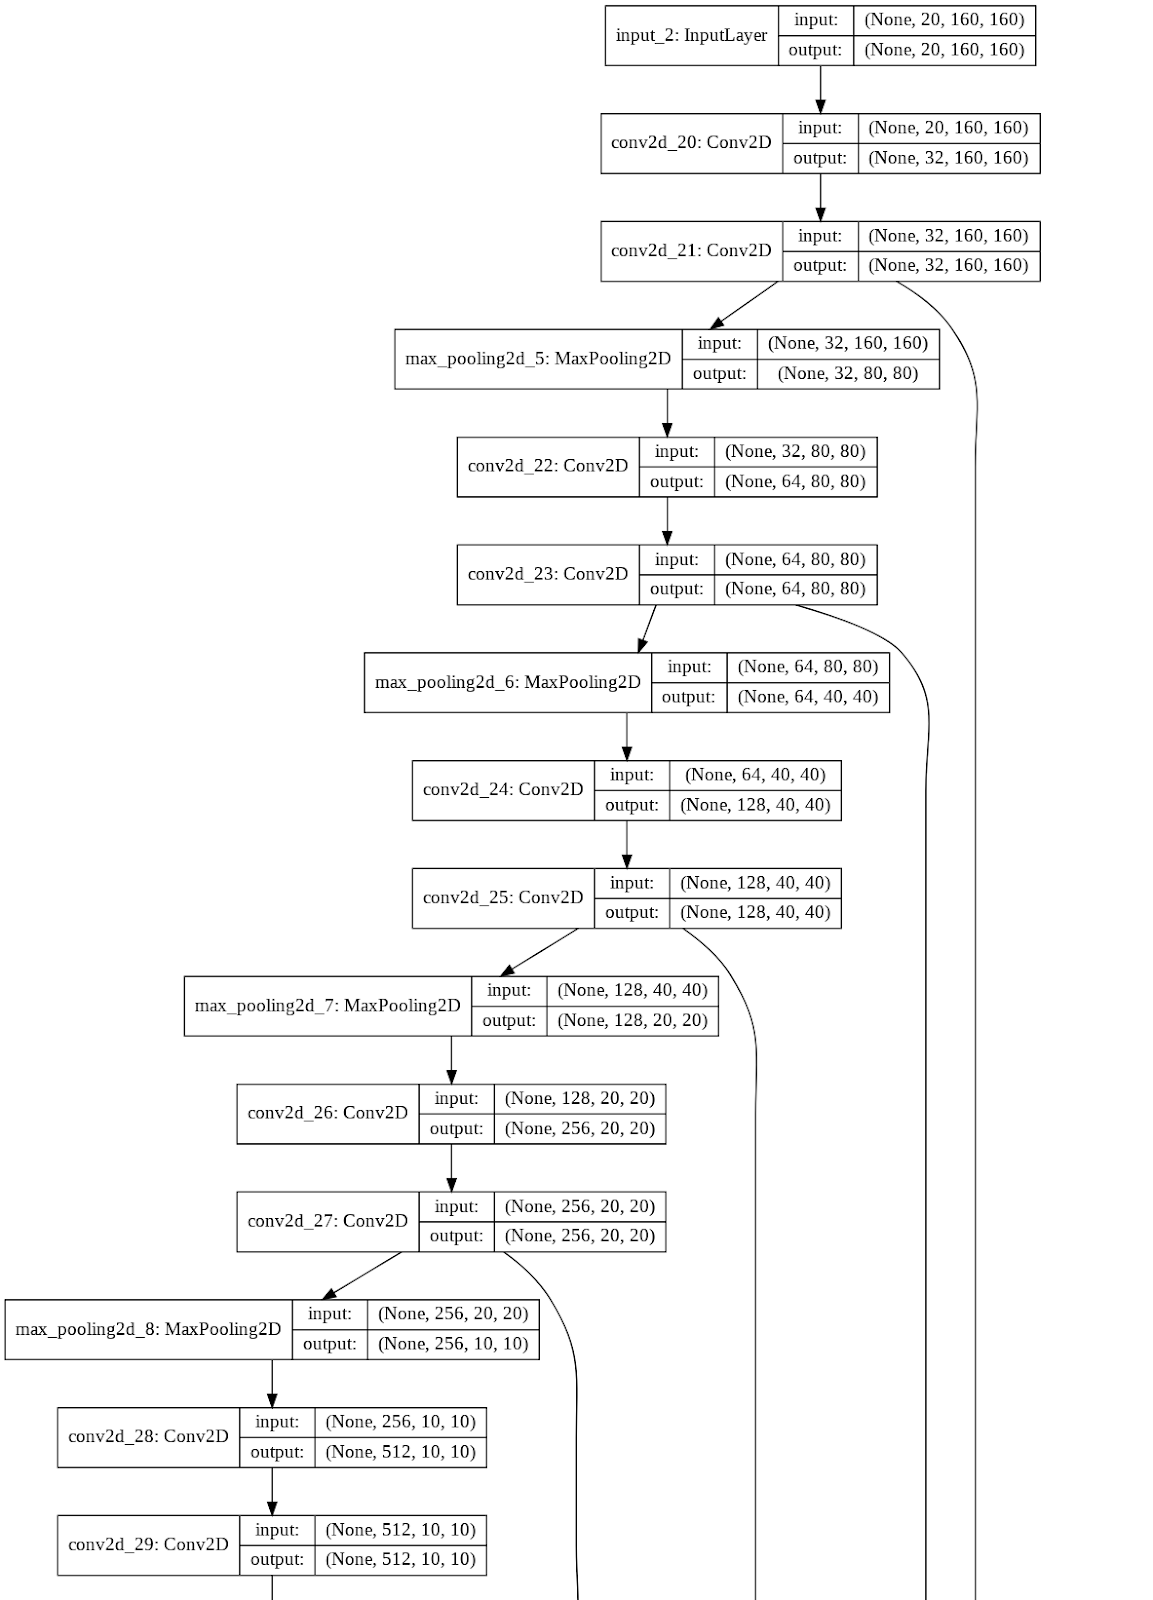 input_2: InputLayer
input: (None, 20, 160, 160)
output: (None, 20, 160, 160)
conv2d_20: Conv2D
input: (None, 20, 160, 160)
output: (None, 32, 160, 160)
conv2d_21: Conv2D
input: (None, 32, 160, 160)
output: (None, 32, 160, 160)
max_pooling2d_5: MaxPooling2D
input: (None, 32, 160, 160)
output: (None, 32, 80, 80)
conv2d_22: Conv2D
input: (None, 32, 80, 80)
output: (None, 64, 80, 80)
conv2d_23: Conv2D
input: (None, 64, 80, 80)
output: (None, 64, 80, 80)
max_pooling2d_6: MaxPooling2D
input: (None, 64, 80, 80)
output: (None, 64, 40, 40)
conv2d_24: Conv2D
input: (None, 64, 40, 40)
output: (None, 128, 40, 40)
conv2d_25: Conv2D
input: (None, 128, 40, 40)
output: (None, 128, 40, 40)
max_pooling2d_7: MaxPooling2D
input: (None, 128, 40, 40)
output: (None, 128, 20, 20)
conv2d_26: Conv2D
input: (None, 128, 20, 20)
output: (None, 256, 20, 20)
conv2d_27: Conv2D
input: (None, 256, 20, 20)
output: (None, 256, 20, 20)
max_pooling2d_8: MaxPooling2D
input: (None, 256, 20, 20)
output: (None, 256, 10, 10)
conv2d_28: Conv2D
input: (None, 256, 10, 10)
output: (None, 512, 10, 10)
conv2d_29: Conv2D
input: (None, 512, 10, 10)
output: (None, 512, 10, 10)